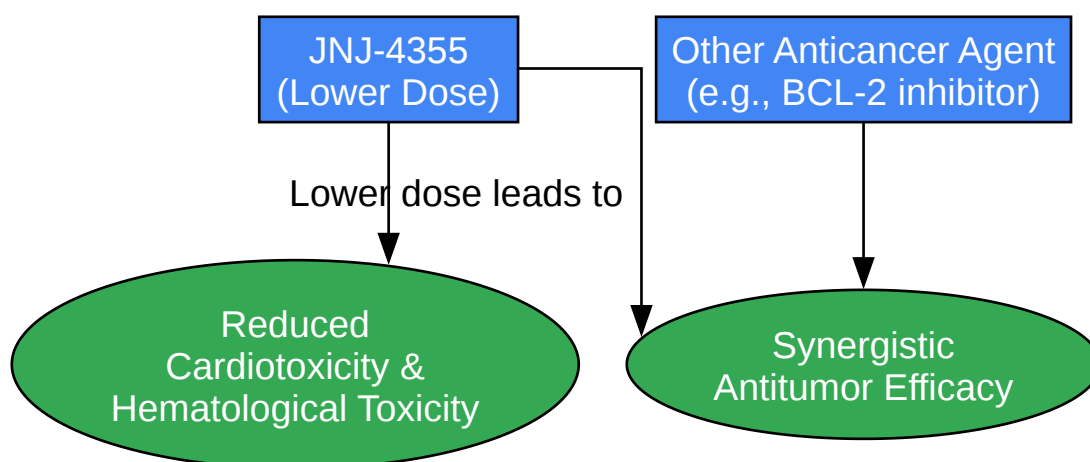 JNJ-4355
(Lower Dose)
Other Anticancer Agent
(e.g., BCL-2 inhibitor)
Lower dose leads to
Reduced
Cardiotoxicity &
Hematological Toxicity
Synergistic
Antitumor Efficacy